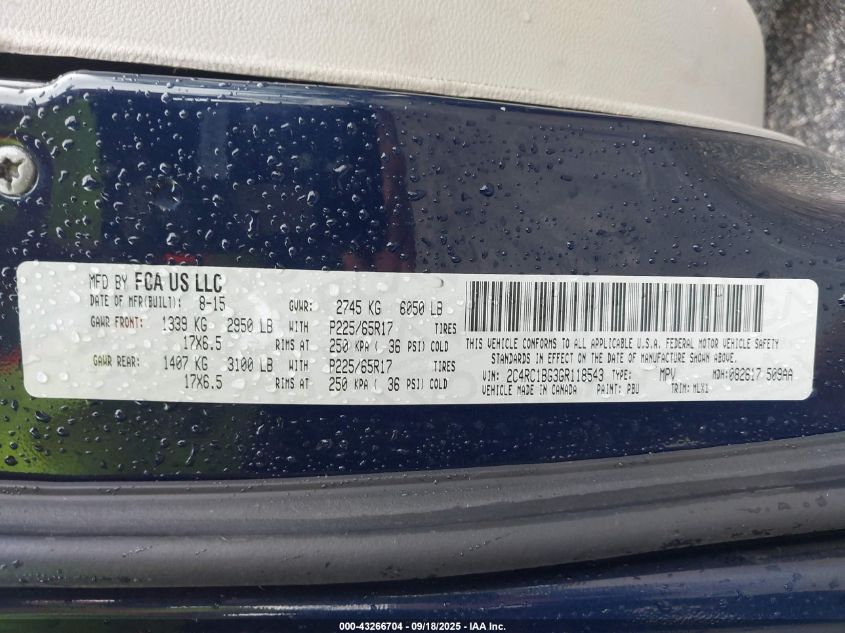 MFD BY FCA US LLC
DATE OF MFR(BUILT): 8-15 GVWR: 2745 KG 6050 LB
GAWR FRONT: 1339 KG 2950 LB WITH P225/65R17 TIRES
17X6.5 RIMS AT 250 KPA ( 36 PSI) COLD
GAWR REAR: 1407 KG 3100 LB WITH P225/65R17 TIRES
17X6.5 RIMS AT 250 KPA ( 36 PSI) COLD
THIS VEHICLE CONFORMS TO ALL APPLICABLE U.S.A. FEDERAL MOTOR VEHICLE SAFETY
STANDARDS IN EFFECT ON THE DATE OF MANUFACTURE SHOWN ABOVE.
VIN: 2C4RC1BG3GR118543 TYPE: MPV MDH: 082617 509AA
VEHICLE MADE IN CANADA PAINT: PBU TRIM: MLX1
000-43266704 - 09/18/2025 - IAA Inc.